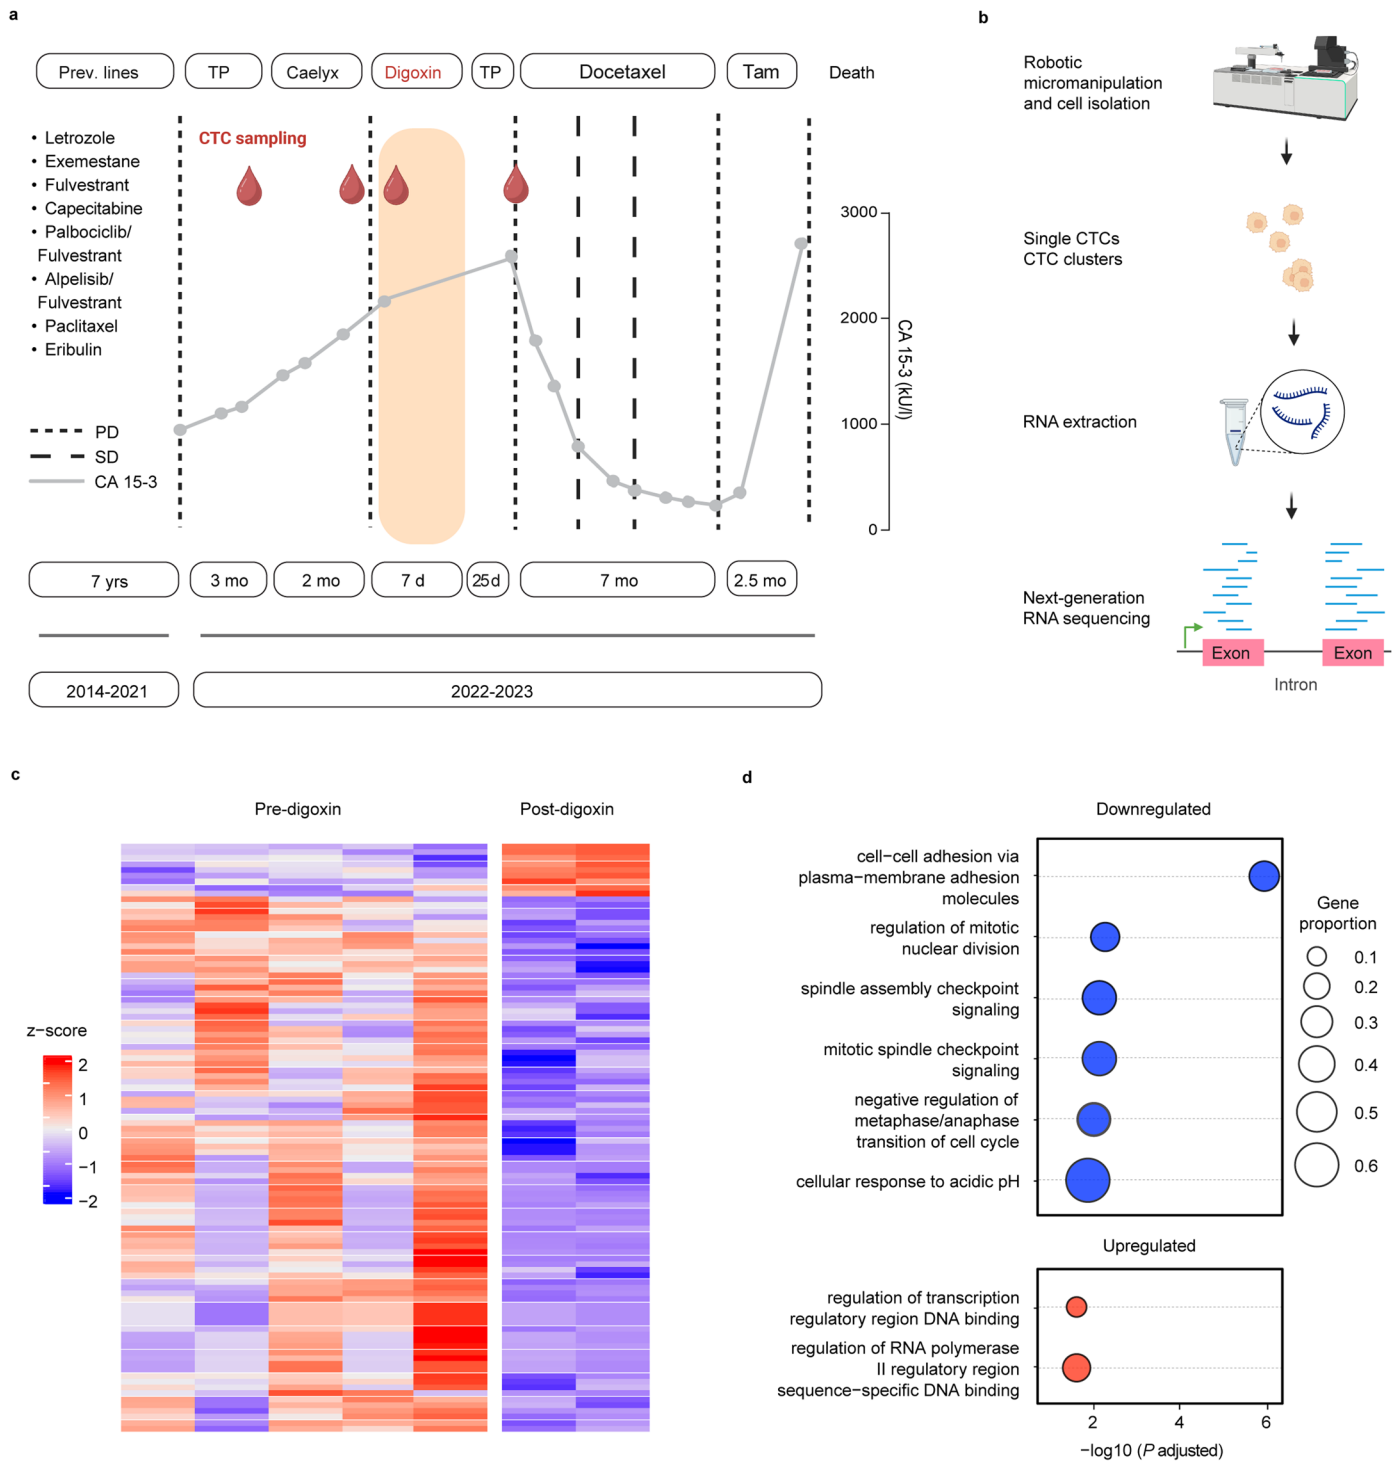 a
Prev. lines
TP
Caelyx
Digoxin
TP
Docetaxel
Tam
Death
• Letrozole
• Exemestane
• Fulvestrant
• Capecitabine
• Palbociclib/
Fulvestrant
• Alpelisib/
Fulvestrant
• Paclitaxel
• Eribulin
CTC sampling
PD
SD
CA 15-3
3000
2000
1000
0
CA 15-3 (kU/l)
7 yrs
3 mo
2 mo
7 d
25d
7 mo
2.5 mo
2014-2021
2022-2023
b
Robotic
micromanipulation
and cell isolation
Single CTCs
CTC clusters
RNA extraction
Next-generation
RNA sequencing
Exon
Exon
Intron
c
Pre-digoxin
Post-digoxin
z−score
2
1
0
−1
−2
d
Downregulated
cell−cell adhesion via
plasma−membrane adhesion
molecules
regulation of mitotic
nuclear division
spindle assembly checkpoint
signaling
mitotic spindle checkpoint
signaling
negative regulation of
metaphase/anaphase
transition of cell cycle
cellular response to acidic pH
Gene
proportion
0.1
0.2
0.3
0.4
0.5
0.6
Upregulated
regulation of transcription
regulatory region DNA binding
regulation of RNA polymerase
II regulatory region
sequence−specific DNA binding
2
4
6
−log10 (P adjusted)